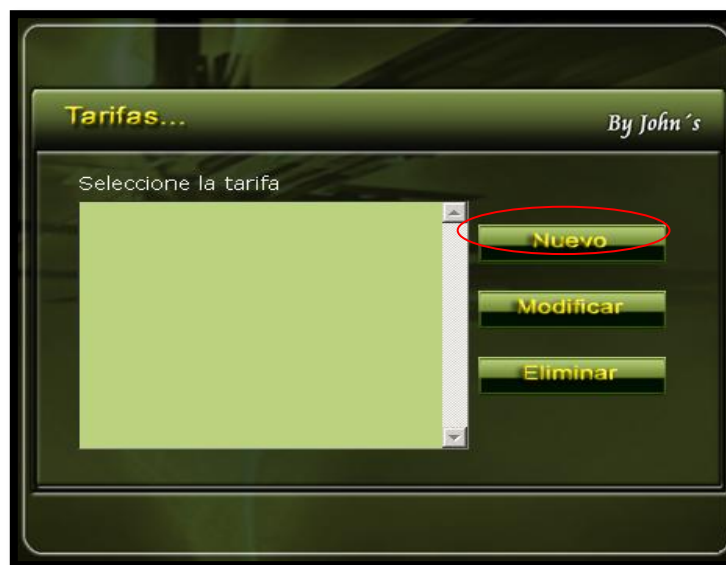 Tarifas...
By John´s
Seleccione la tarifa
Nuevo
Modificar
Eliminar